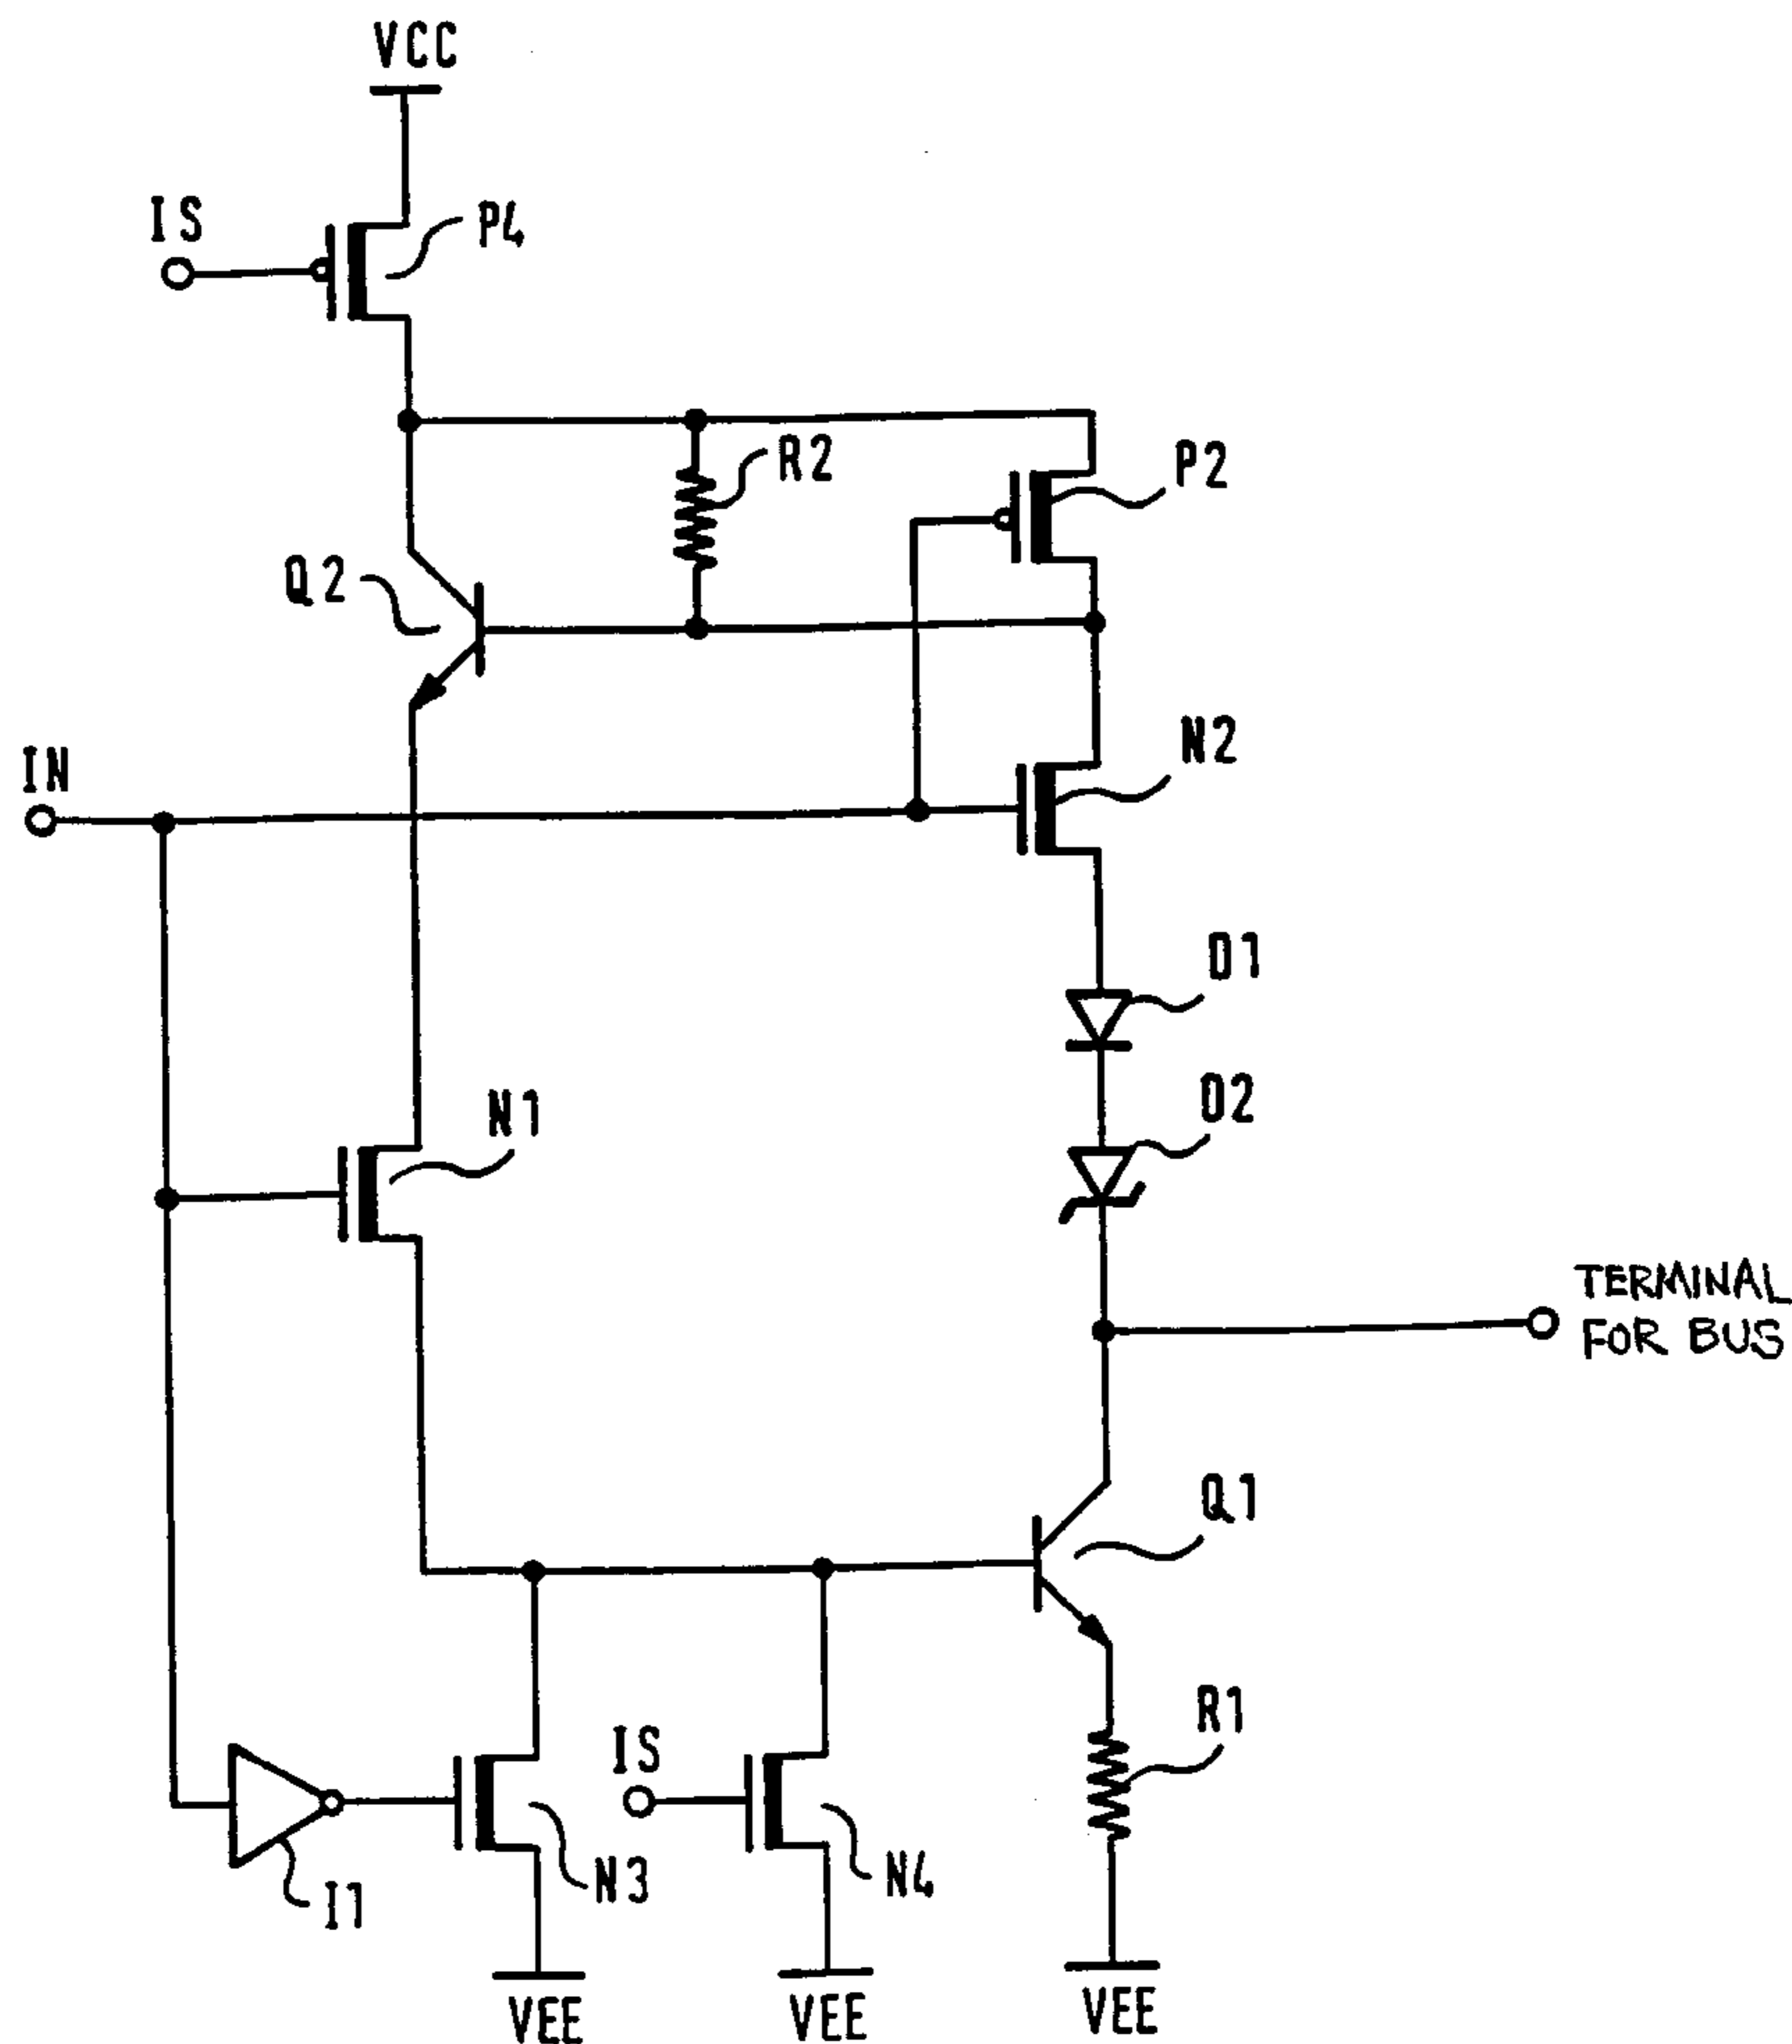 VCC
IS
P4
R2
P2
Q2
N2
IN
D1
D2
N1
TERMINAL
FOR BUS
Q1
R1
IS
N3
N4
I1
VEE
VEE
VEE